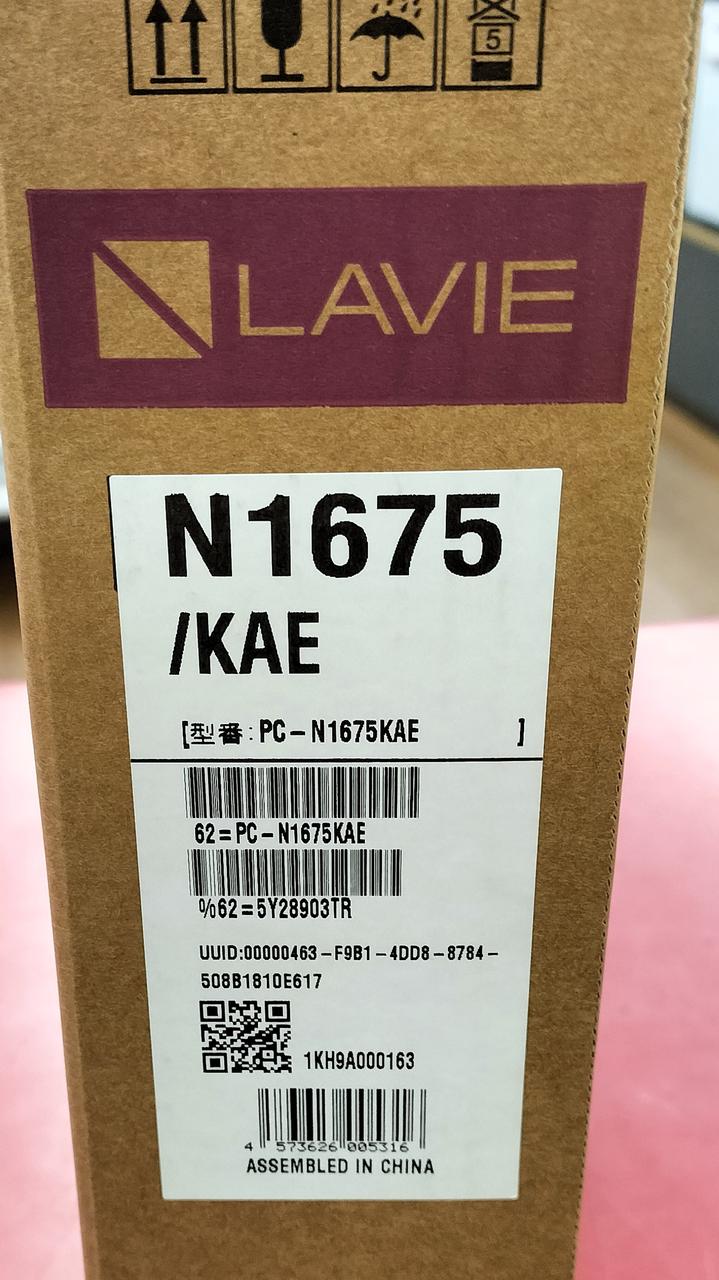 5
LAVIE
N1675
/KAE
[型番:PC-N1675KAE ]
62=PC-N1675KAE
%62=5Y28903TR
UUID:00000463-F9B1-4DD8-8784-
508B1810E617
1KH9A000163
4 573626 005316
ASSEMBLED IN CHINA